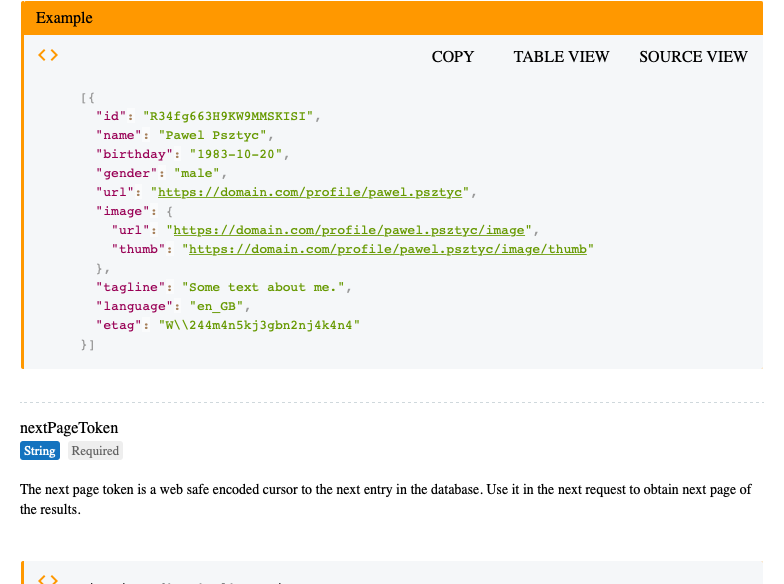 Example
COPY TABLE VIEW SOURCE VIEW
[{
"id": "R34fg663H9KW9MMSKISI",
"name": "Pawel Psztyc",
"birthday": "1983-10-20",
"gender": "male",
"url": "https://domain.com/profile/pawel.psztyc",
"image": {
"url": "https://domain.com/profile/pawel.psztyc/image",
"thumb": "https://domain.com/profile/pawel.psztyc/image/thumb"
},
"tagline": "Some text about me.",
"language": "en_GB",
"etag": "W\\244m4n5kj3gbn2nj4k4n4"
}]
nextPageToken
String Required
The next page token is a web safe encoded cursor to the next entry in the database. Use it in the next request to obtain next page of
the results.